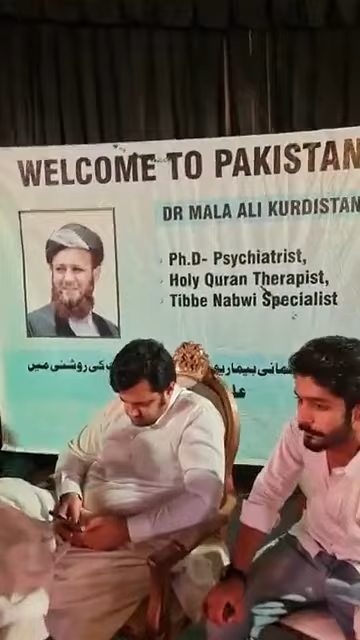 WELCOME TO PAKISTAN
DR MALA ALI KURDISTAN
Ph.D- Psychiatrist,
Holy Quran Therapist,
Tibbe Nabwi Specialist
کی روشنی میں